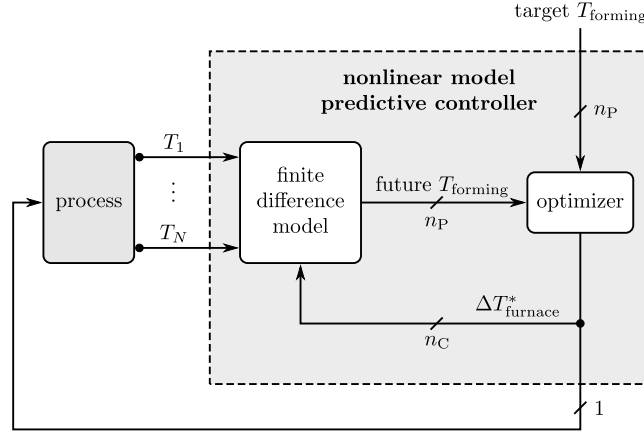 target T_forming
nonlinear model
predictive controller
n_P
T_1
⋮
T_N
process
finite
difference
model
future T_forming
n_P
optimizer
ΔT*_furnace
n_C
1